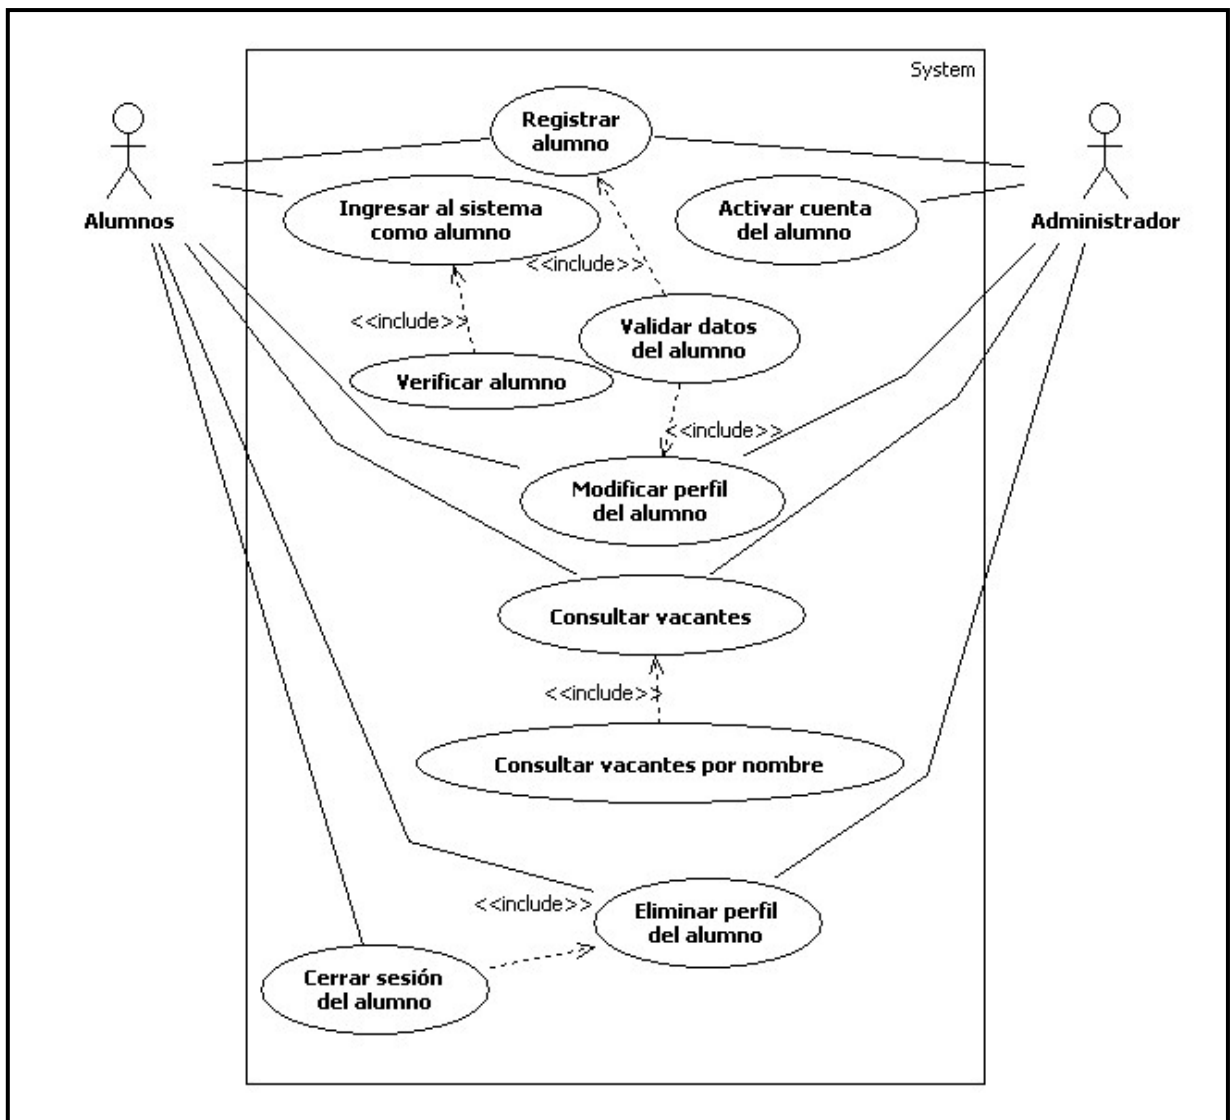 System
Registrar
alumno
Alumnos
Administrador
Ingresar al sistema
como alumno
Activar cuenta
del alumno
<<include>>
<<include>>
Validar datos
del alumno
Verificar alumno
<<include>>
Modificar perfil
del alumno
Consultar vacantes
<<include>>
Consultar vacantes por nombre
<<include>>
Eliminar perfil
del alumno
Cerrar sesión
del alumno